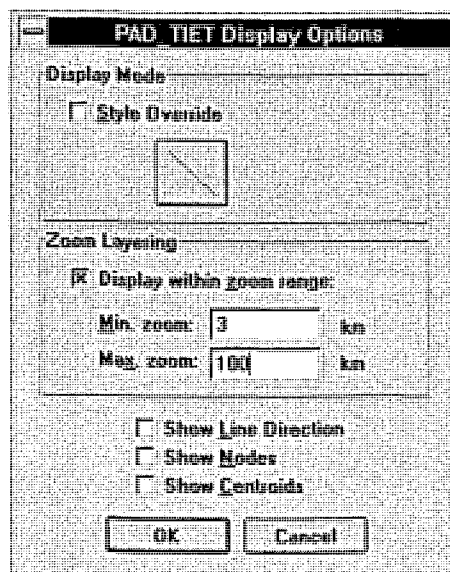 PAD_TIET Display Options
Display Mode
Style Override
Zoom Layering
Display within zoom range:
Min. zoom: 3 km
Max. zoom: 100 km
Show Line Direction
Show Nodes
Show Centroids
OK Cancel